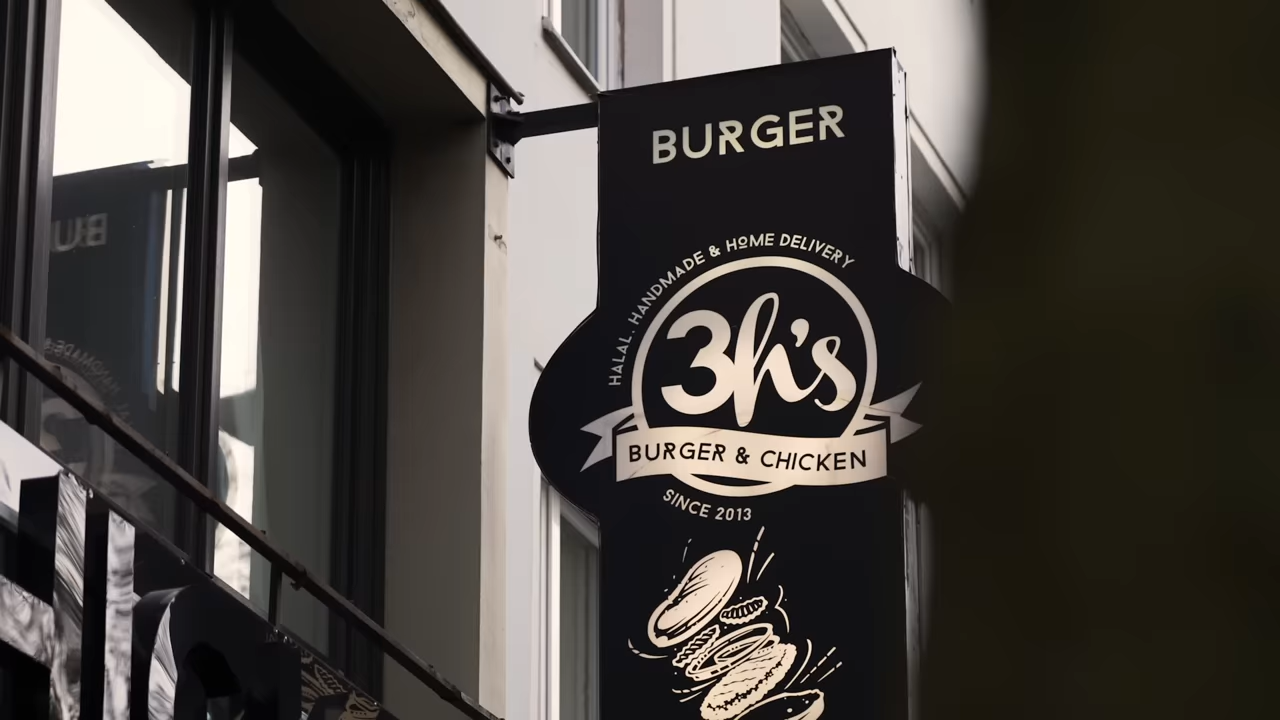 BURGER
HALAL. HANDMADE & HOME DELIVERY
3h's
BURGER & CHICKEN
SINCE 2013